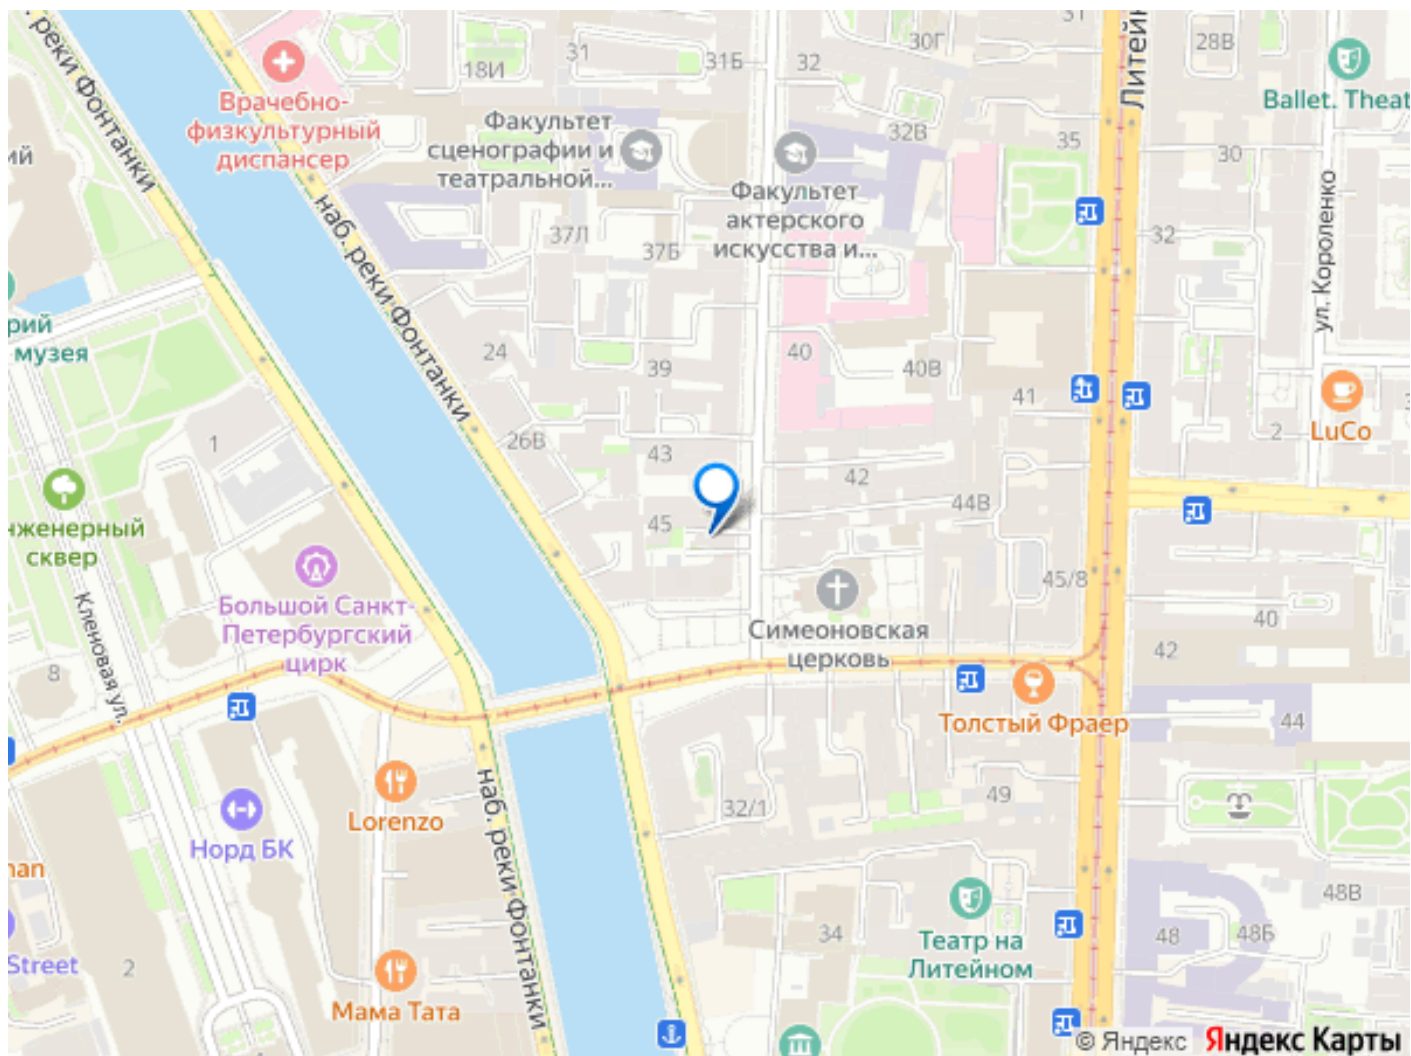 реки Фонтанки
31
31
18И
31Б
32
30Г
28В
Литейн
Ballet. Theat
Врачебно-
физкультурный
диспансер
Факультет
сценографии и
театральной...
32В
35
30
ий
Факультет
актерского
искусства и...
наб. реки Фонтанки
37Л
37Б
32
ул. Короленко
рий
музея
24
39
40
40В
41
LuCo
2
1
26В
43
42
44В
45
нженерный
сквер
Большой Санкт-
Петербургский
цирк
45/8
Симеоновская
церковь
40
42
Кленовая ул.
8
Толстый Фраер
44
Lorenzo
наб. реки Фонтанки
32/1
49
Норд БК
nan
48В
Street
2
34
Театр на
Литейном
48
48Б
Мама Тата
© Яндекс Яндекс Карты